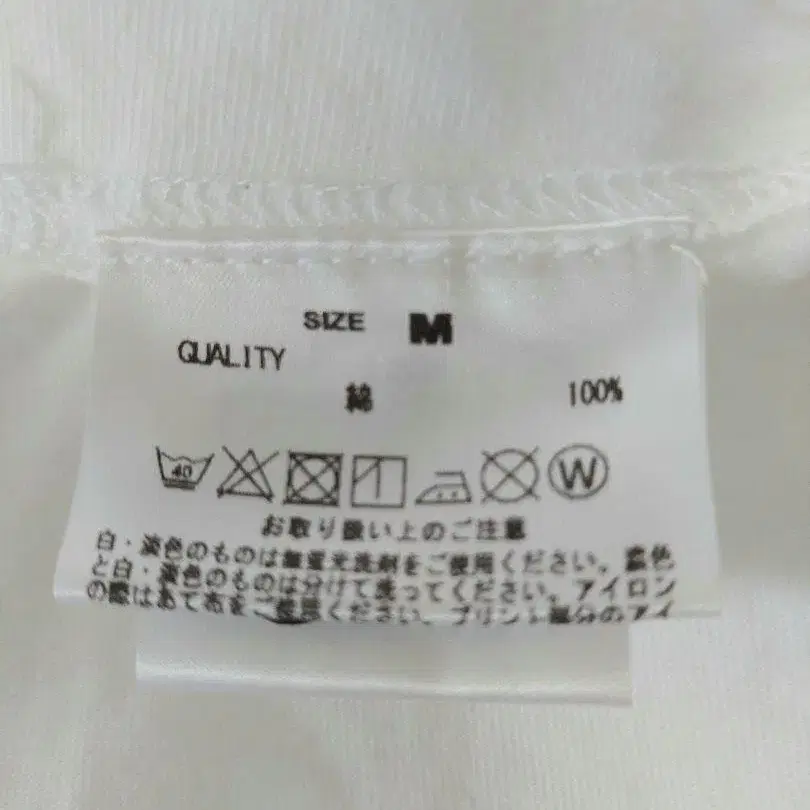 SIZE M
QUALITY
綿 100%
40 W
お取り扱い上のご注意
白・淡色のものは無蛍光洗剤をご使用ください。濃色
と白・淡色のものは分けて洗ってください。アイロン
の際はあて布をご使用ください。プリント部分のアイ